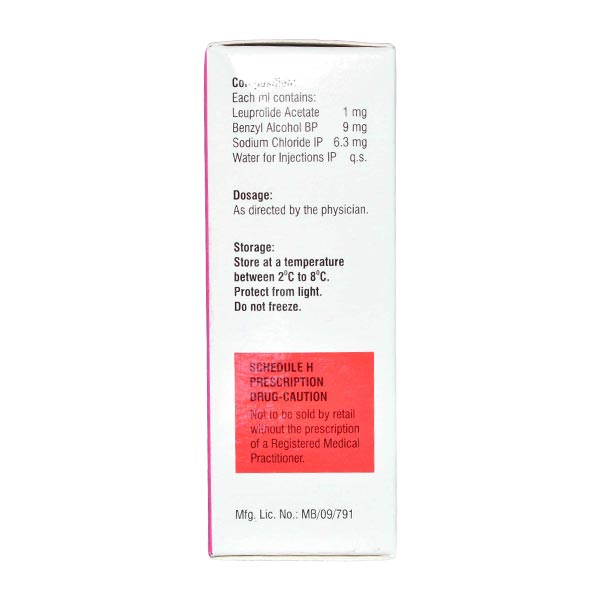 Composition:
Each ml contains:
Leuprolide Acetate 1 mg
Benzyl Alcohol BP 9 mg
Sodium Chloride IP 6.3 mg
Water for Injections IP q.s.
Dosage:
As directed by the physician.
Storage:
Store at a temperature
between 2⁰C to 8⁰C.
Protect from light.
Do not freeze.
SCHEDULE H
PRESCRIPTION
DRUG-CAUTION
Not to be sold by retail
without the prescription
of a Registered Medical
Practitioner.
Mfg. Lic. No.: MB/09/791